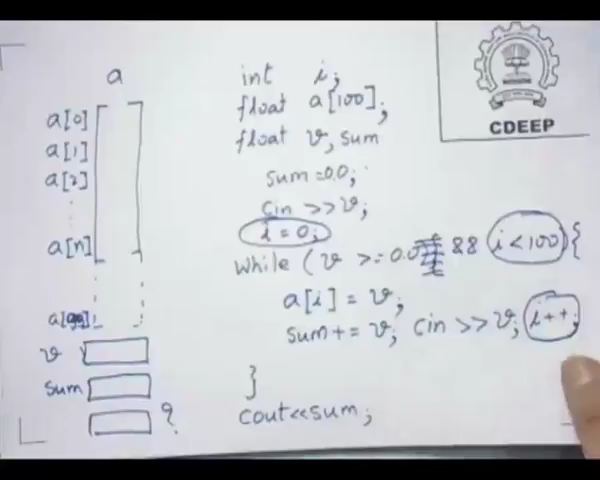 a
a[0]
a[1]
a[2]
a[n]
a[99]
v
sum
?
int i;
float a[100];
float v, sum
sum = 0.0;
cin >> v;
i = 0;
while ( v >= 0.0 && i < 100) {
a[i] = v;
sum += v; cin >> v; i++;
}
cout << sum;
CDEEP